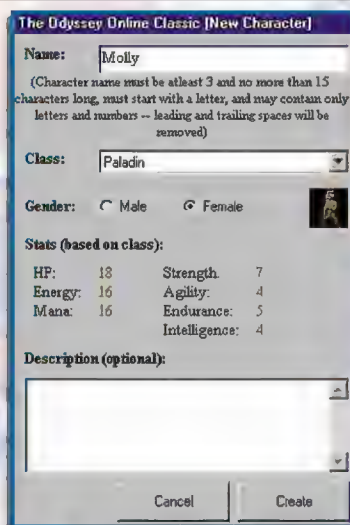 The Odyssey Online Classic [New Character]
Name: Molly
(Character name must be atleast 3 and no more than 15
characters long, must start with a letter, and may contain only
letters and numbers -- leading and trailing spaces will be
removed)
Class: Paladin
Gender: Male Female
Stats (based on class):
HP: 18 Strength. 7
Energy: 16 Agility: 4
Mana: 16 Endurance: 5
Intelligence: 4
Description (optional):
Cancel Create